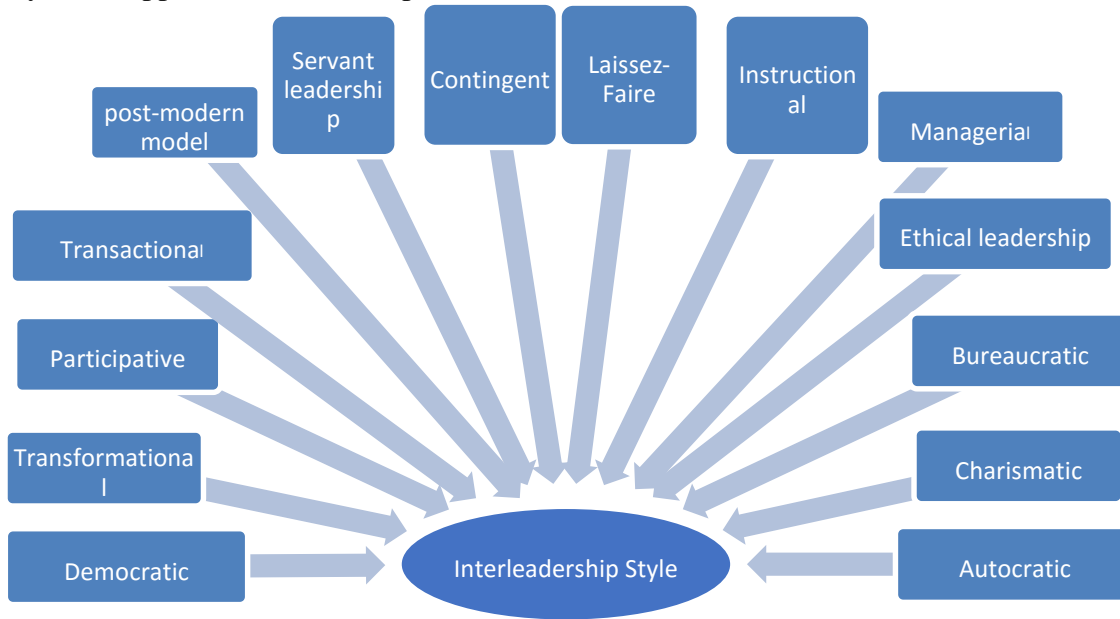 post-modern
model
Servant
leadershi
p
Contingent
Laissez-
Faire
Instruction
al
Managerial
Transactional
Ethical leadership
Participative
Bureaucratic
Transformationa
l
Charismatic
Democratic
Interleadership Style
Autocratic